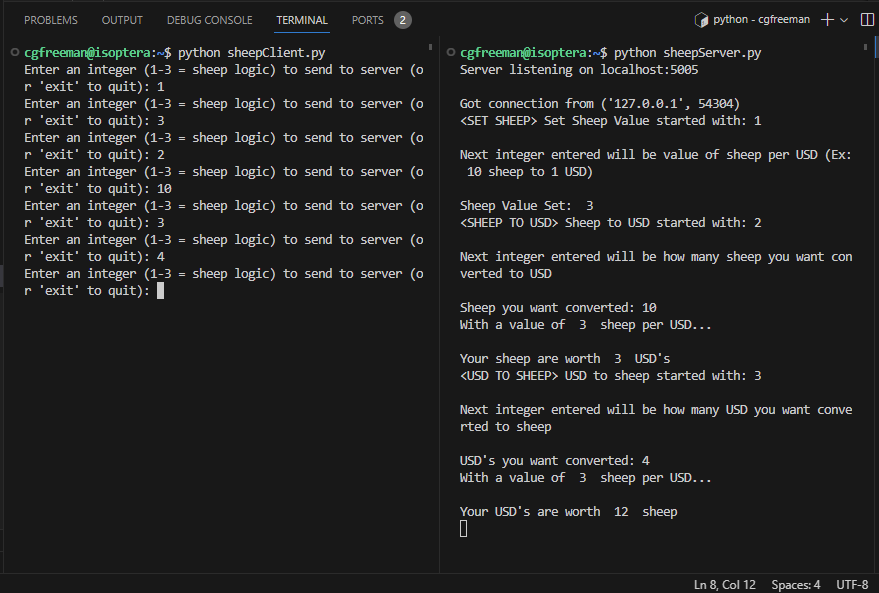 PROBLEMS OUTPUT DEBUG CONSOLE TERMINAL PORTS 2 python - cgfreeman
cgfreeman@isoptera:~$ python sheepClient.py
Enter an integer (1-3 = sheep logic) to send to server (o
r 'exit' to quit): 1
Enter an integer (1-3 = sheep logic) to send to server (o
r 'exit' to quit): 3
Enter an integer (1-3 = sheep logic) to send to server (o
r 'exit' to quit): 2
Enter an integer (1-3 = sheep logic) to send to server (o
r 'exit' to quit): 10
Enter an integer (1-3 = sheep logic) to send to server (o
r 'exit' to quit): 3
Enter an integer (1-3 = sheep logic) to send to server (o
r 'exit' to quit): 4
Enter an integer (1-3 = sheep logic) to send to server (o
r 'exit' to quit):
cgfreeman@isoptera:~$ python sheepServer.py
Server listening on localhost:5005
Got connection from ('127.0.0.1', 54304)
<SET SHEEP> Set Sheep Value started with: 1
Next integer entered will be value of sheep per USD (Ex:
10 sheep to 1 USD)
Sheep Value Set:  3
<SHEEP TO USD> Sheep to USD started with: 2
Next integer entered will be how many sheep you want con
verted to USD
Sheep you want converted: 10
With a value of  3  sheep per USD...
Your sheep are worth  3  USD's
<USD TO SHEEP> USD to sheep started with: 3
Next integer entered will be how many USD you want conve
rted to sheep
USD's you want converted: 4
With a value of  3  sheep per USD...
Your USD's are worth  12  sheep
Ln 8, Col 12 Spaces: 4 UTF-8